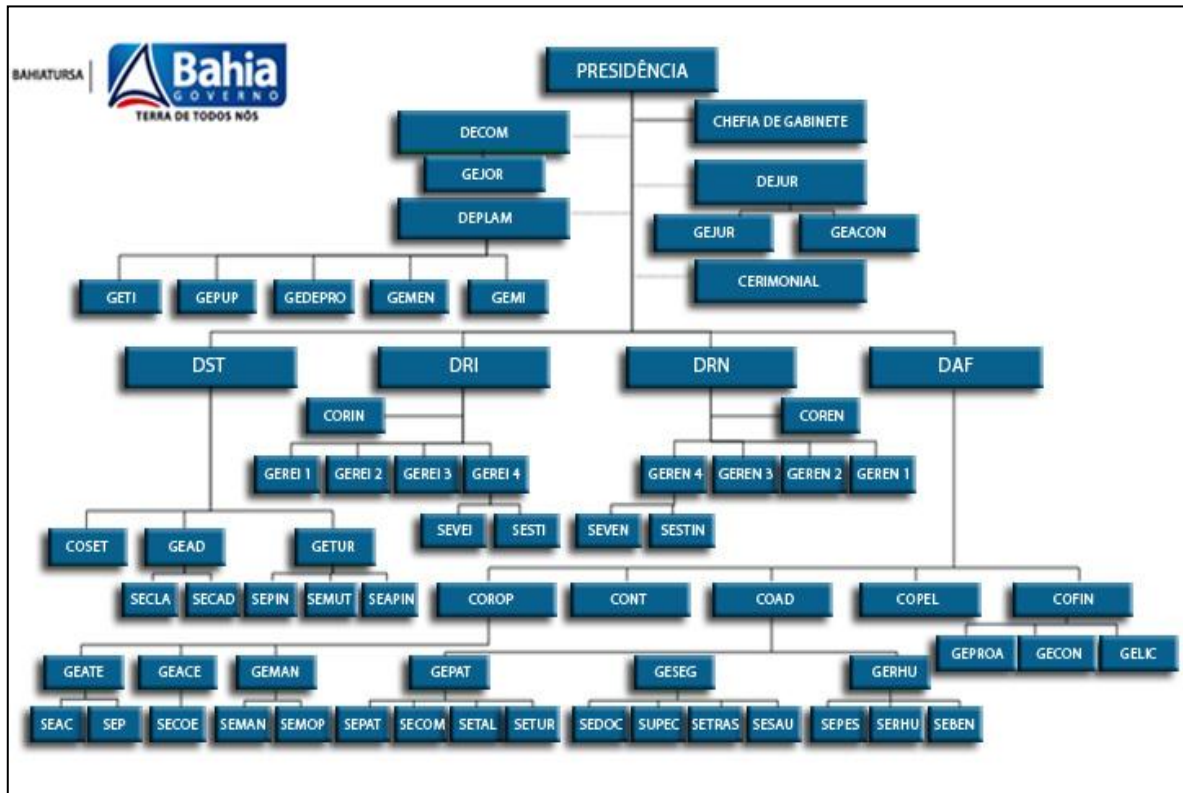 BAHIATURSA
Bahia
GOVERNO
TERRA DE TODOS NÓS
PRESIDÊNCIA
CHEFIA DE GABINETE
DECOM
GEJOR
DEJUR
DEPLAM
GEJUR GEACON
CERIMONIAL
GETI GEPUP GEDEPRO GEMEN GEMI
DST DRI DRN DAF
CORIN COREN
GEREI 1 GEREI 2 GEREI 3 GEREI 4 GEREN 4 GEREN 3 GEREN 2 GEREN 1
SEVEI SESTI SEVEN SESTIN
COSET GEAD GETUR
SECLA SECAD SEPIN SEMUT SEAPIN COROP CONT COAD COPEL COFIN
GEPROA GECON GELIC
GEATE GEACE GEMAN GEPAT GESEG GERHU
SEAC SEP SECOE SEMAN SEMOP SEPAT SECOM SETAL SETUR SEDOC SUPEC SETRAS SESAU SEPES SERHU SEBEN